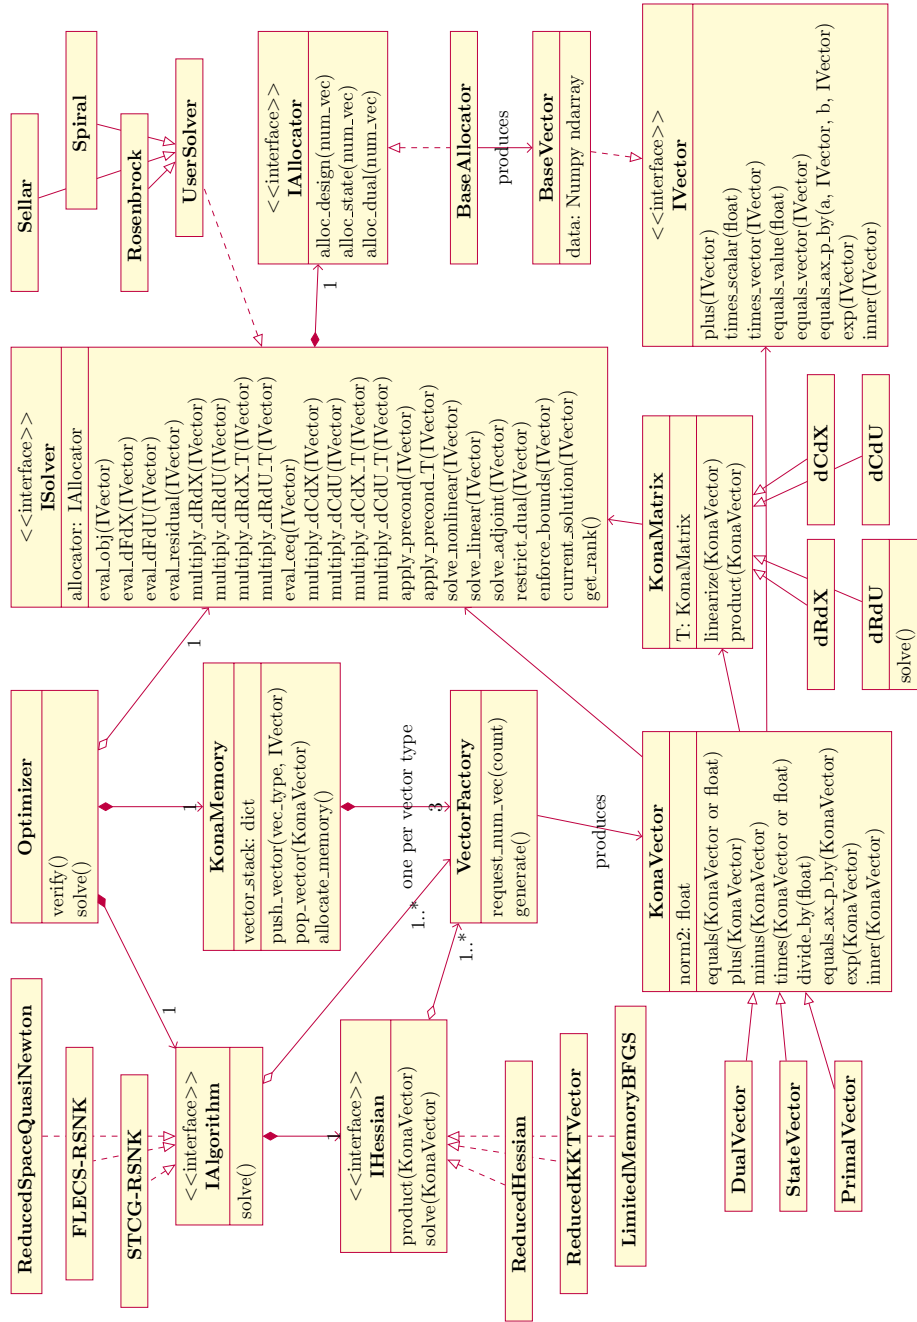 ReducedSpaceQuasiNewton
FLECS-RSNK
STCG-RSNK
<<interface>>
IAlgorithm
solve()
1
Optimizer
verify()
solve()
1
KonaMemory
vector_stack: dict
push_vector(vec_type, IVector)
pop_vector(KonaVector)
allocate_memory()
1
<<interface>>
ISolver
allocator: IAllocator
eval_obj(IVector)
eval_dFdX(IVector)
eval_dFdU(IVector)
eval_residual(IVector)
multiply_dRdX(IVector)
multiply_dRdU(IVector)
multiply_dRdX_T(IVector)
multiply_dRdU_T(IVector)
eval_ceq(IVector)
multiply_dCdX(IVector)
multiply_dCdU(IVector)
multiply_dCdX_T(IVector)
multiply_dCdU_T(IVector)
apply_precond(IVector)
apply_precond_T(IVector)
solve_nonlinear(IVector)
solve_linear(IVector)
solve_adjoint(IVector)
restrict_dual(IVector)
enforce_bounds(IVector)
current_solution(IVector)
get_rank()
Sellar
Spiral
Rosenbrock
UserSolver
<<interface>>
IAllocator
alloc_design(num_vec)
alloc_state(num_vec)
alloc_dual(num_vec)
1
BaseAllocator
produces
BaseVector
data: Numpy ndarray
<<interface>>
IHessian
product(KonaVector)
solve(KonaVector)
1
1..*
1..*
one per vector type
3
VectorFactory
request_num_vec(count)
generate()
produces
ReducedHessian
ReducedKKTVector
LimitedMemoryBFGS
DualVector
StateVector
PrimalVector
KonaVector
norm2: float
equals(KonaVector or float)
plus(KonaVector)
minus(KonaVector)
times(KonaVector or float)
divide_by(float)
equals_ax_p_by(KonaVector)
exp(KonaVector)
inner(KonaVector)
KonaMatrix
T: KonaMatrix
linearize(KonaVector)
product(KonaVector)
dRdX
dRdU
solve()
dCdX
dCdU
<<interface>>
IVector
plus(IVector)
times_scalar(float)
times_vector(IVector)
equals_value(float)
equals_vector(IVector)
equals_ax_p_by(a, IVector, b, IVector)
exp(IVector)
inner(IVector)